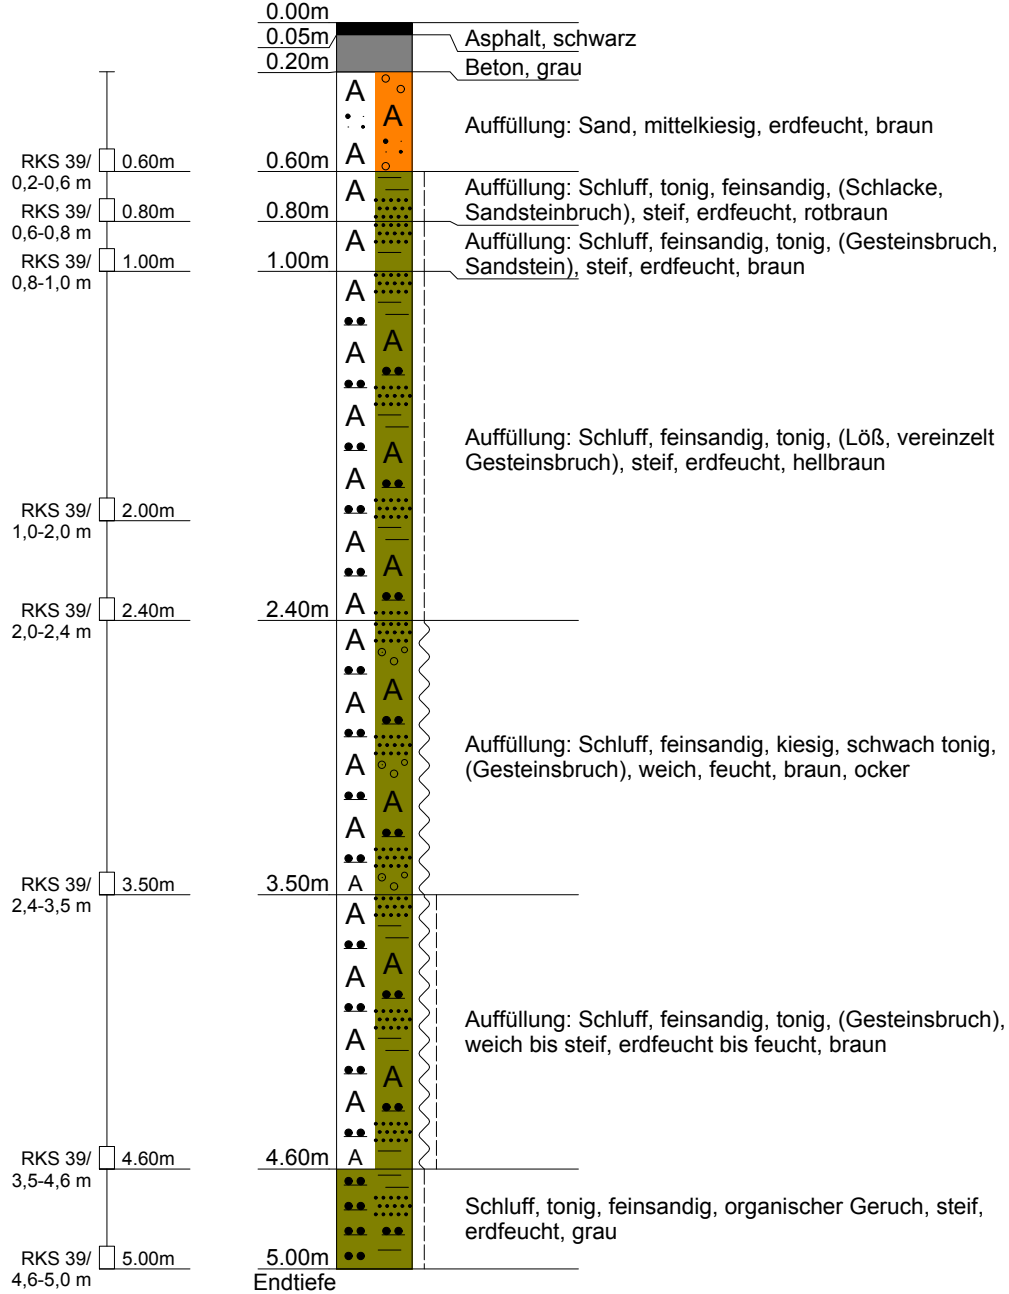 0.00m
0.05m
Asphalt, schwarz
0.20m
Beton, grau
A
A
Auffüllung: Sand, mittelkiesig, erdfeucht, braun
A
RKS 39/
0,2-0,6 m
0.60m
0.60m
A
Auffüllung: Schluff, tonig, feinsandig, (Schlacke,
Sandsteinbruch), steif, erdfeucht, rotbraun
RKS 39/
0,6-0,8 m
0.80m
0.80m
A
Auffüllung: Schluff, feinsandig, tonig, (Gesteinsbruch,
Sandstein), steif, erdfeucht, braun
RKS 39/
0,8-1,0 m
1.00m
1.00m
A
A
A
A
Auffüllung: Schluff, feinsandig, tonig, (Löß, vereinzelt
Gesteinsbruch), steif, erdfeucht, hellbraun
A
A
RKS 39/
1,0-2,0 m
2.00m
A
A
A
RKS 39/
2,0-2,4 m
2.40m
2.40m
A
A
A
A
Auffüllung: Schluff, feinsandig, kiesig, schwach tonig,
(Gesteinsbruch), weich, feucht, braun, ocker
A
A
A
RKS 39/
2,4-3,5 m
3.50m
3.50m
A
A
A
A
Auffüllung: Schluff, feinsandig, tonig, (Gesteinsbruch),
weich bis steif, erdfeucht bis feucht, braun
A
A
A
RKS 39/
3,5-4,6 m
4.60m
4.60m
Schluff, tonig, feinsandig, organischer Geruch, steif,
erdfeucht, grau
RKS 39/
4,6-5,0 m
5.00m
5.00m
Endtiefe